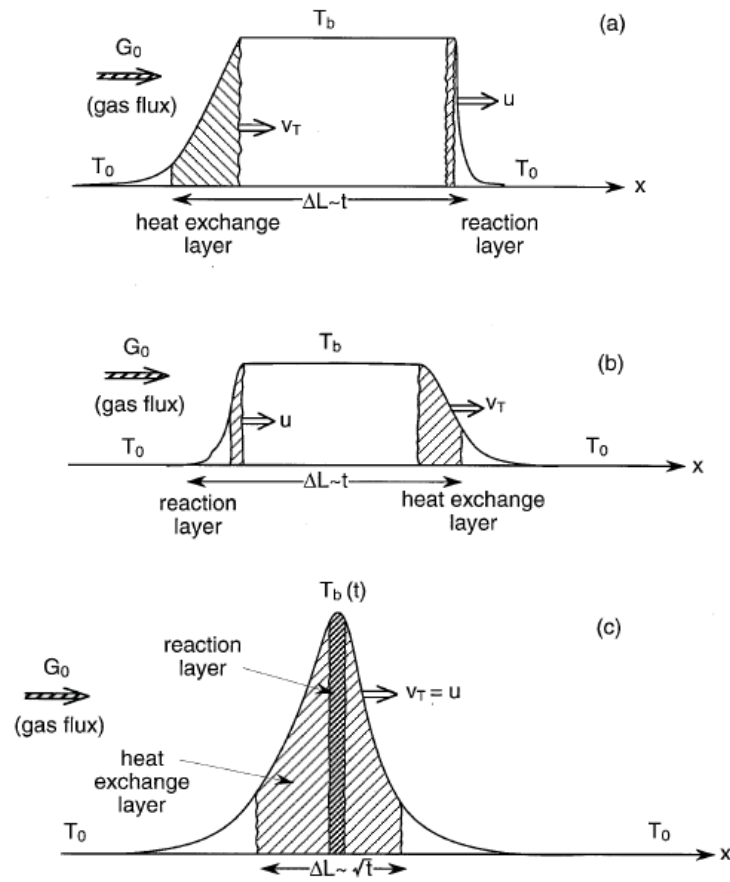 T_b
(a)
G_0
(gas flux)
u
v_T
T_0
T_0
x
ΔL~t
heat exchange
layer
reaction
layer
G_0
(gas flux)
T_b
(b)
u
v_T
T_0
T_0
x
ΔL~t
reaction
layer
heat exchange
layer
T_b (t)
(c)
reaction
layer
G_0
(gas flux)
v_T = u
heat
exchange
layer
T_0
T_0
x
ΔL~ √t